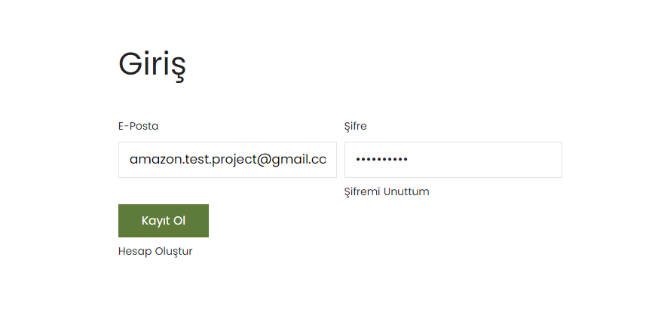 Giriş
E-Posta
Şifre
amazon.test.project@gmail.cc
••••••••••
Şifremi Unuttum
Kayıt Ol
Hesap Oluştur